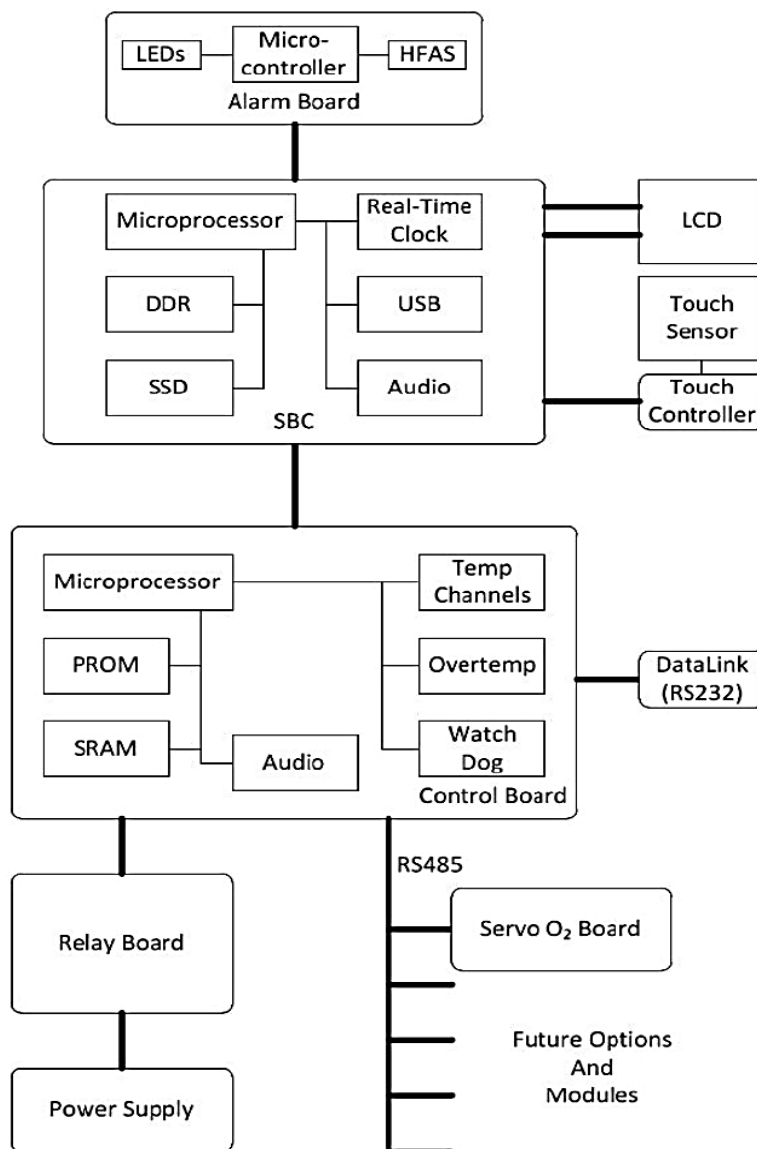 LEDs
Micro-
controller
HFAS
Alarm Board
Microprocessor
Real-Time
Clock
DDR
USB
SSD
Audio
SBC
LCD
Touch
Sensor
Touch
Controller
Microprocessor
Temp
Channels
PROM
Overtemp
SRAM
Audio
Watch
Dog
Control Board
DataLink
(RS232)
RS485
Relay Board
Servo O₂ Board
Future Options
And
Modules
Power Supply